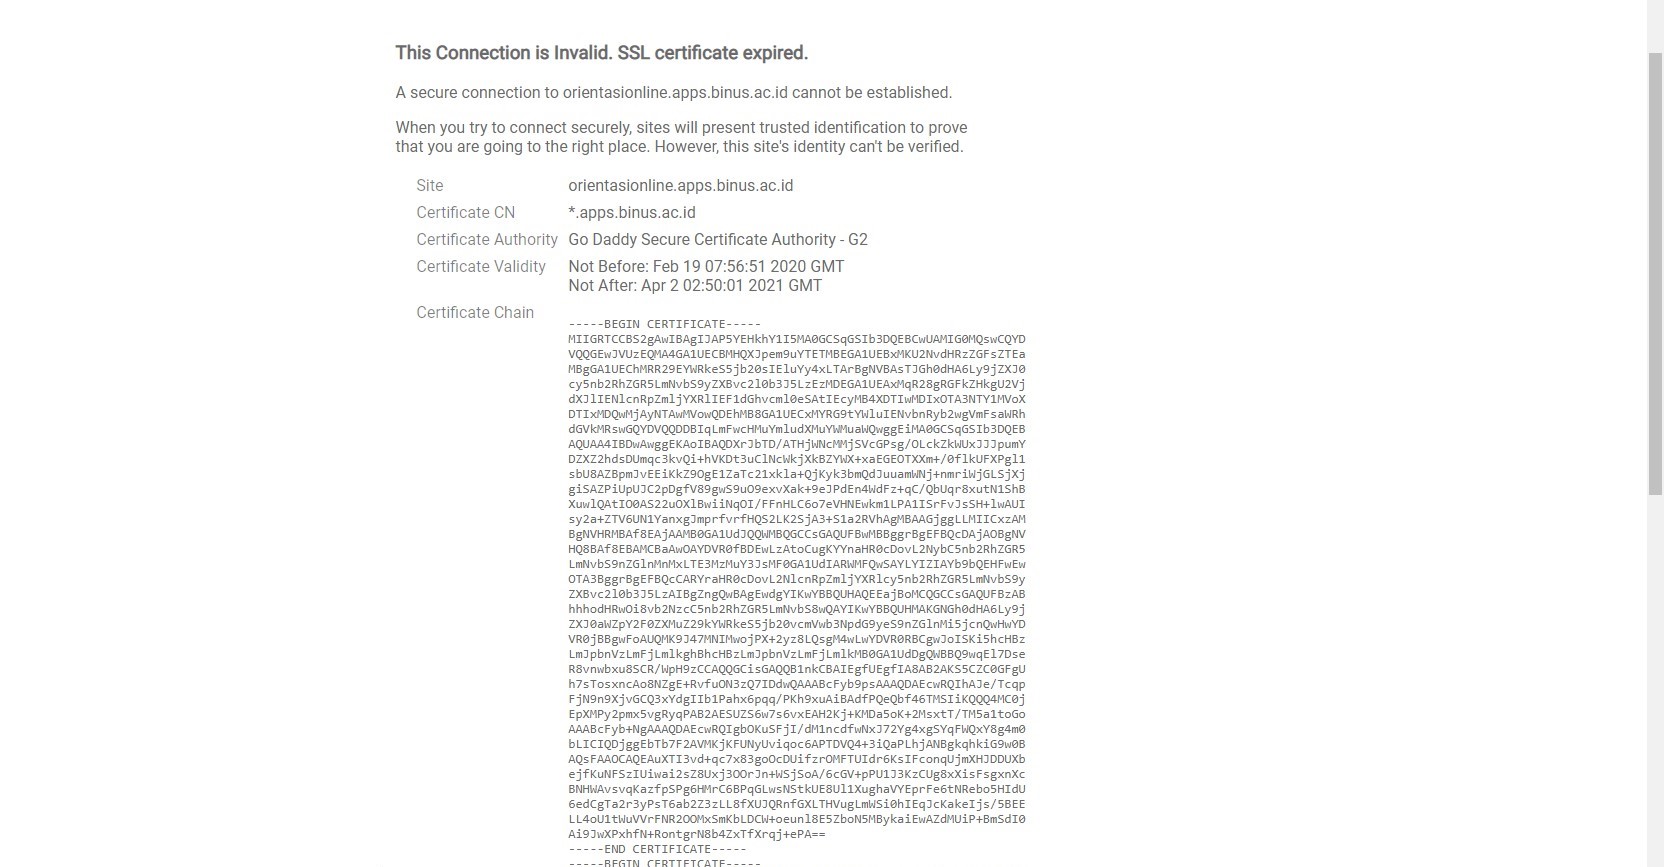 This Connection is Invalid. SSL certificate expired.
A secure connection to orientasionline.apps.binus.ac.id cannot be established.
When you try to connect securely, sites will present trusted identification to prove
that you are going to the right place. However, this site's identity can't be verified.
Site orientasionline.apps.binus.ac.id
Certificate CN *.apps.binus.ac.id
Certificate Authority Go Daddy Secure Certificate Authority - G2
Certificate Validity Not Before: Feb 19 07:56:51 2020 GMT
Not After: Apr 2 02:50:01 2021 GMT
Certificate Chain
-----BEGIN CERTIFICATE-----
MIIGRTCCBS2gAwIBAgIJAP5YEHkhY1I5MA0GCSqGSIb3DQEBCwUAMIG0MQswCQYD
VQQGEwJVUzEQMA4GA1UECBMHQXJpem9uYTETMBEGA1UEBxMKU2NvdHRzZGFsZTEa
MBgGA1UEChMRR29EYWRkeS5jb20sIEluYy4xLTArBgNVBAsTJGh0dHA6Ly9jZXJ0
cy5nb2RhZGR5LmNvbS9yZXBvc2l0b3J5LzEzMDEGA1UEAxMqR28gRGFkZHkgU2Vj
dXJlIENlcnRpZmljYXRlIEF1dGhvcml0eSAtIEcyMB4XDTIwMDIxOTA3NTY1MVoX
DTIxMDQwMjAyNTAwMVowQDEhMB8GA1UECxMYRG9tYWluIENvbnRyb2wgVmFsaWRh
dGVkMRswGQYDVQQDDBIqLmFwcHMuYmludXMuYWMuaWQwggEiMA0GCSqGSIb3DQEB
AQUAA4IBDwAwggEKAoIBAQDXrJbTD/ATHjWNcMMjSVcGPsg/OLckZkWUxJJJpumY
DZXZ2hdsDUmqc3kvQi+hVKDt3uClNcWkjXkBZYWX+xaEGEOTXXm+/0flkUFXPgl1
sbU8AZBpmJvEEiKkZ9OgE1ZaTc21xkla+QjKyk3bmQdJuuamWNj+nmriWjGLSjXj
giSAZPiUpUJC2pDgfV89gwS9uO9exvXak+9eJPdEn4WdFz+qC/QbUqr8xutN1ShB
XuwlQAtIO0AS22uOXlBwiiNqOI/FFnHLC6o7eVHNEwkm1LPA1ISrFvJsSH+lwAUI
sy2a+ZTV6UN1YanxgJmprfvrfHQS2LK2SjA3+S1a2RVhAgMBAAGjggLLMIICxzAM
BgNVHRMBAf8EAjAAMB0GA1UdJQQWMBQGCCsGAQUFBwMBBggrBgEFBQcDAjAOBgNV
HQ8BAf8EBAMCBaAwOAYDVR0fBDEwLzAtoCugKYYnaHR0cDovL2NybC5nb2RhZGR5
LmNvbS9nZGlnMnMxLTE3MzMuY3JsMF0GA1UdIARWMFQwSAYLYIZIAYb9bQEHFwEw
OTA3BggrBgEFBQcCARYraHR0cDovL2NlcnRpZmljYXRlcy5nb2RhZGR5LmNvbS9y
ZXBvc2l0b3J5LzAIBgZngQwBAgEwdgYIKwYBBQUHAQEEajBoMCQGCCsGAQUFBzAB
hhhodHRwOi8vb2NzcC5nb2RhZGR5LmNvbS8wQAYIKwYBBQUHMAKGNGh0dHA6Ly9j
ZXJ0aWZpY2F0ZXMuZ29kYWRkeS5jb20vcmVwb3NpdG9yeS9nZGlnMi5jcnQwHwYD
VR0jBBgwFoAUQMK9J47MNIMwojPX+2yz8LQsgM4wLwYDVR0RBCgwJoISKi5hcHBz
LmJpbnVzLmFjLmlkghBhcHBzLmJpbnVzLmFjLmlkMB0GA1UdDgQWBBQ9wqEl7Dse
R8vnwbxu8SCR/WpH9zCCAQQGCisGAQQB1nkCBAIEgfUEgfIA8AB2AKS5CZC0GFgU
h7sTosxncAo8NZgE+RvfuON3zQ7IDdwQAAABcFyb9psAAAQDAEcwRQIhAJe/Tcqp
FjN9n9XjvGCQ3xYdgIIb1Pahx6pqq/PKh9xuAiBAdfPQeQbf46TMSIiKQQQ4MC0j
EpXMPy2pmx5vgRyqPAB2AESUZS6w7s6vxEAH2Kj+KMDa5oK+2MsxtT/TM5a1toGo
AAABcFyb+NgAAAQDAEcwRQIgbOKuSFjI/dM1ncdfwNxJ72Yg4xgSYqFWQxY8g4m0
bLICIQDjggEbTb7F2AVMKjKFUNyUviqoc6APTDVQ4+3iQaPLhjANBgkqhkiG9w0B
AQsFAAOCAQEAuXTI3vd+qc7x83goOcDUifzrOMFTUIdr6KsIFconqUjmXHJDDUXb
ejfKuNFSzIUiwai2sZ8Uxj3OOrJn+WSjSoA/6cGV+pPU1J3KzCUg8xXisFsgxnXc
BNHWAvsvqKazfpSPg6HMrC6BPqGLwsNStkUE8Ul1XughaVYEprFe6tNRebo5HIdU
6edCgTa2r3yPsT6ab2Z3zLL8fXUJQRnfGXLTHVugLmWSi0hIEqJcKakeIjs/5BEE
LL4oU1tWuVVrFNR2OOMxSmKbLDCW+oeunl8E5ZboN5MBykaiEwAZdMUiP+BmSdI0
Ai9JwXPxhfN+RontgrN8b4ZxTfXrqj+ePA==
-----END CERTIFICATE-----
-----BEGIN CERTIFICATE-----